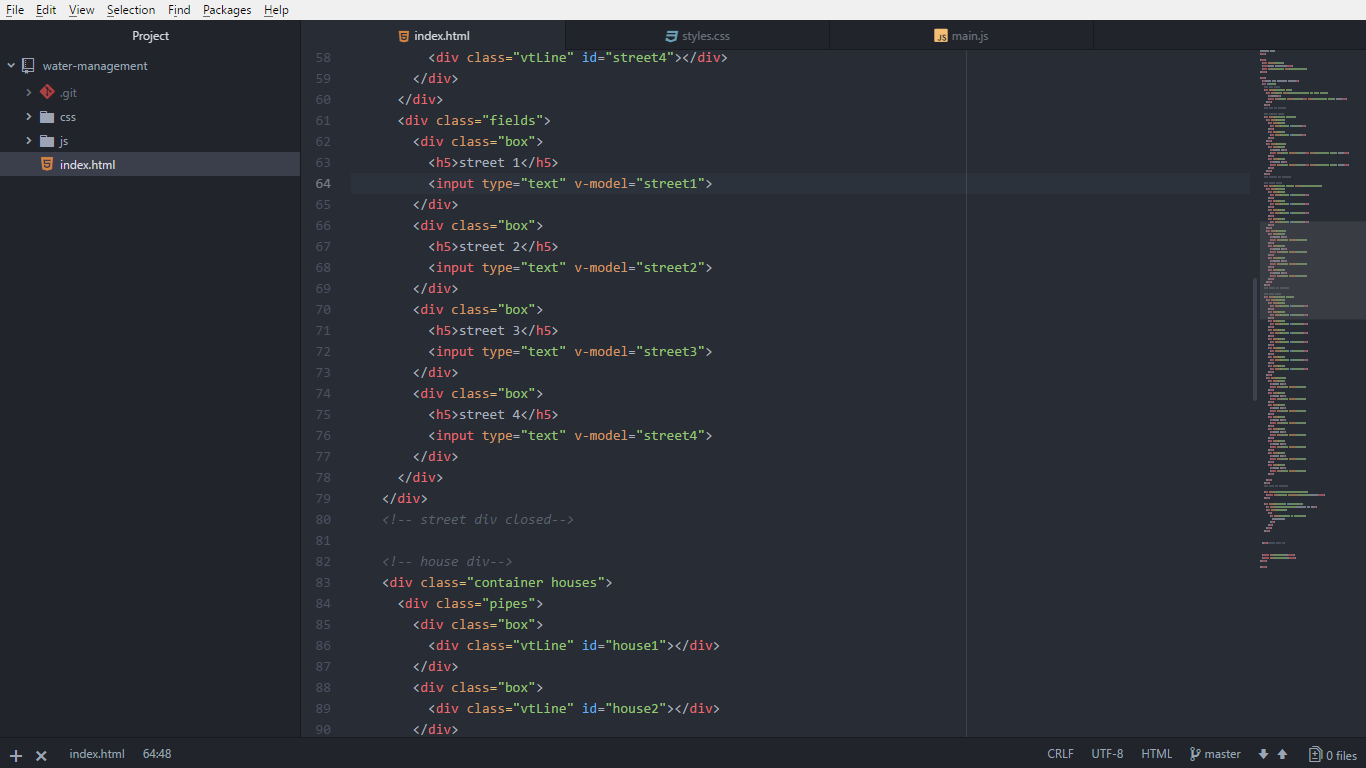 File Edit View Selection Find Packages Help
Project
index.html
styles.css
main.js
water-management
.git
css
js
index.html
58 <div class="vtLine" id="street4"></div>
59 </div>
60 </div>
61 <div class="fields">
62 <div class="box">
63 <h5>street 1</h5>
64 <input type="text" v-model="street1">
65 </div>
66 <div class="box">
67 <h5>street 2</h5>
68 <input type="text" v-model="street2">
69 </div>
70 <div class="box">
71 <h5>street 3</h5>
72 <input type="text" v-model="street3">
73 </div>
74 <div class="box">
75 <h5>street 4</h5>
76 <input type="text" v-model="street4">
77 </div>
78 </div>
79 </div>
80 <!-- street div closed-->
81
82 <!-- house div-->
83 <div class="container houses">
84 <div class="pipes">
85 <div class="box">
86 <div class="vtLine" id="house1"></div>
87 </div>
88 <div class="box">
89 <div class="vtLine" id="house2"></div>
90 </div>
index.html 64:48 CRLF UTF-8 HTML master 0 files